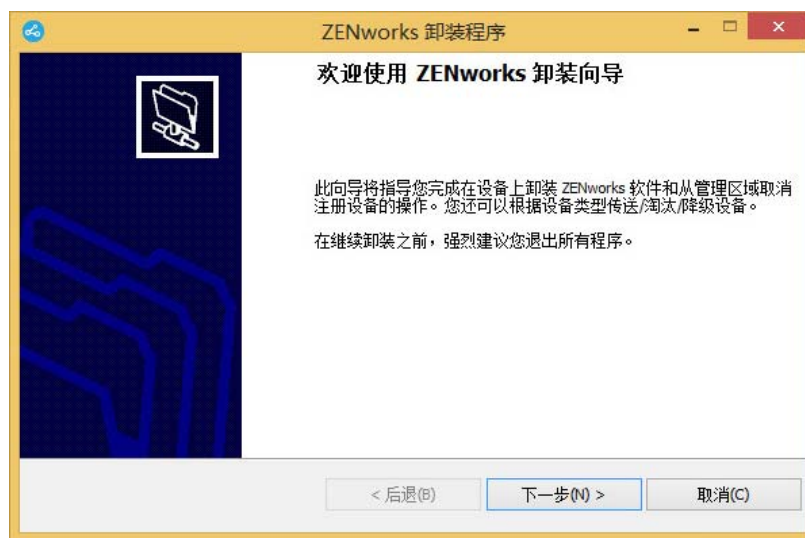 ZENworks 卸装程序
欢迎使用 ZENworks 卸装向导
此向导将指导您完成在设备上卸装 ZENworks 软件和从管理区域取消
注册设备的操作。您还可以根据设备类型传送/淘汰/降级设备。
在继续卸装之前，强烈建议您退出所有程序。
< 后退(B)
下一步(N) >
取消(C)